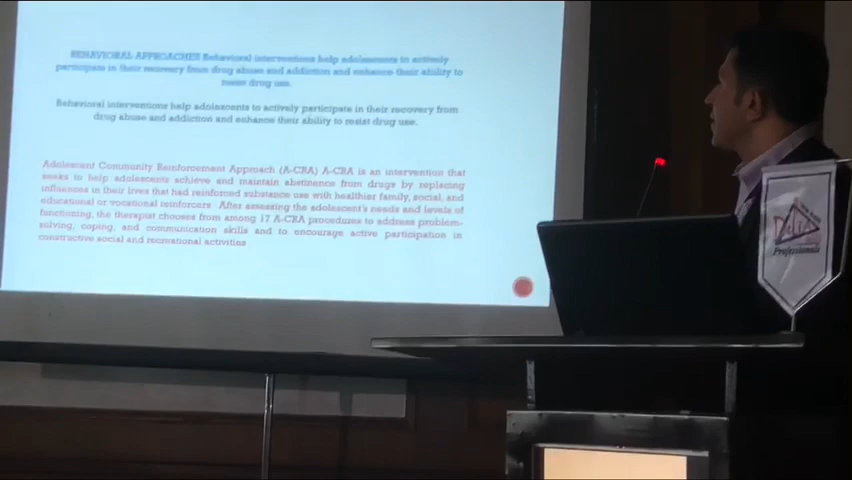 BEHAVIORAL APPROACHES Behavioral interventions help adolescents to actively
participate in their recovery from drug abuse and addiction and enhance their ability to
resist drug use.
Behavioral interventions help adolescents to actively participate in their recovery from
drug abuse and addiction and enhance their ability to resist drug use.
Adolescent Community Reinforcement Approach (A-CRA) A-CRA is an intervention that
seeks to help adolescents achieve and maintain abstinence from drugs by replacing
influences in their lives that had reinforced substance use with healthier family, social, and
educational or vocational reinforcers. After assessing the adolescent's needs and levels of
functioning, the therapist chooses from among 17 A-CRA procedures to address problem-
solving, coping, and communication skills and to encourage active participation in
constructive social and recreational activities
Professionals